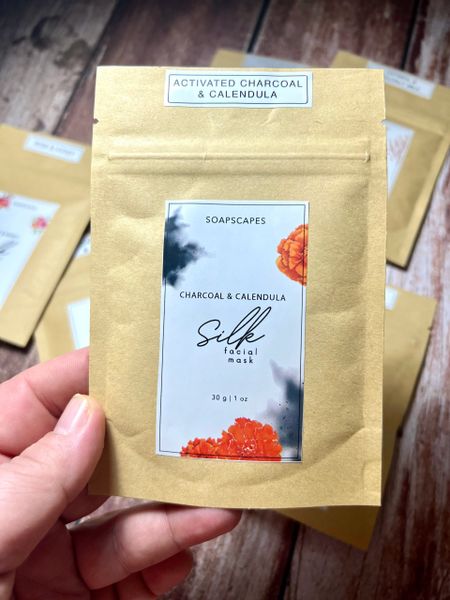 ACTIVATED CHARCOAL
& CALENDULA
SOAPSCAPES
CHARCOAL & CALENDULA
Silk
facial
mask
30 g | 1 oz